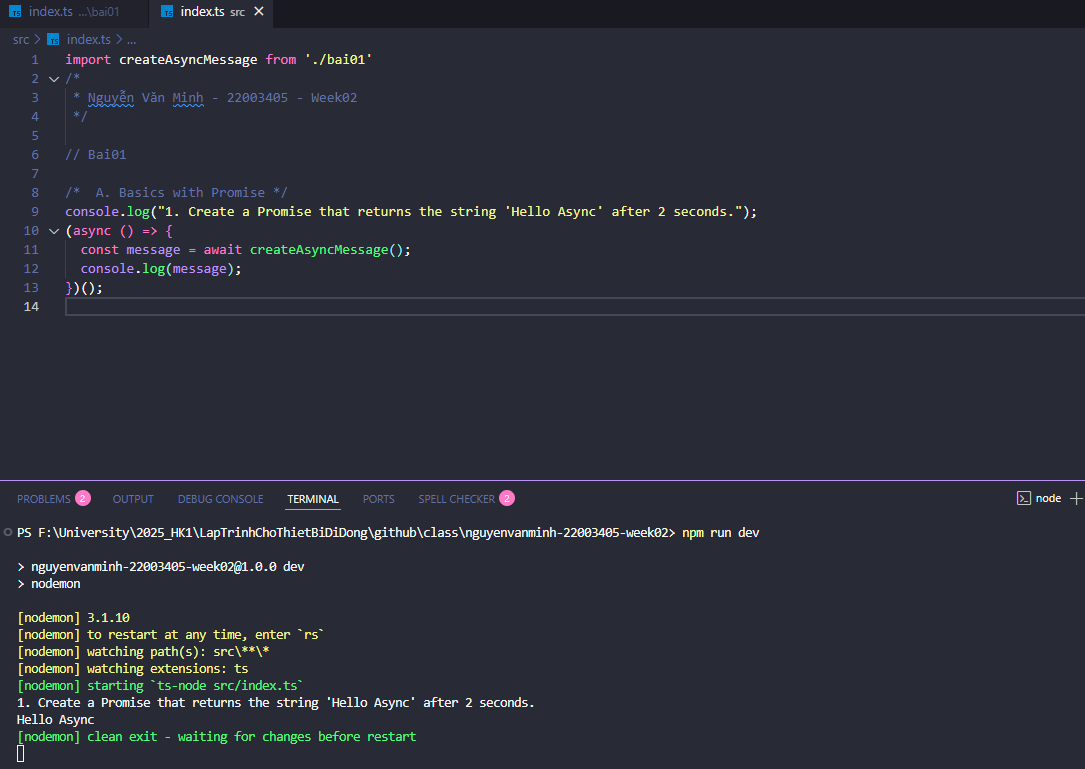 TS index.ts ...\bai01 TS index.ts src ×
src > TS index.ts > ...
1 import createAsyncMessage from './bai01'
2 /*
3 * Nguyễn Văn Minh - 22003405 - Week02
4 */
5
6 // Bai01
7
8 /*  A. Basics with Promise */
9 console.log("1. Create a Promise that returns the string 'Hello Async' after 2 seconds.");
10 (async () => {
11 const message = await createAsyncMessage();
12 console.log(message);
13 })();
14
PROBLEMS 2 OUTPUT DEBUG CONSOLE TERMINAL PORTS SPELL CHECKER 2 node
PS F:\University\2025_HK1\LapTrinhChoThietBiDiDong\github\class\nguyenvanminh-22003405-week02> npm run dev
> nguyenvanminh-22003405-week02@1.0.0 dev
> nodemon
[nodemon] 3.1.10
[nodemon] to restart at any time, enter `rs`
[nodemon] watching path(s): src\**\*
[nodemon] watching extensions: ts
[nodemon] starting `ts-node src/index.ts`
1. Create a Promise that returns the string 'Hello Async' after 2 seconds.
Hello Async
[nodemon] clean exit - waiting for changes before restart